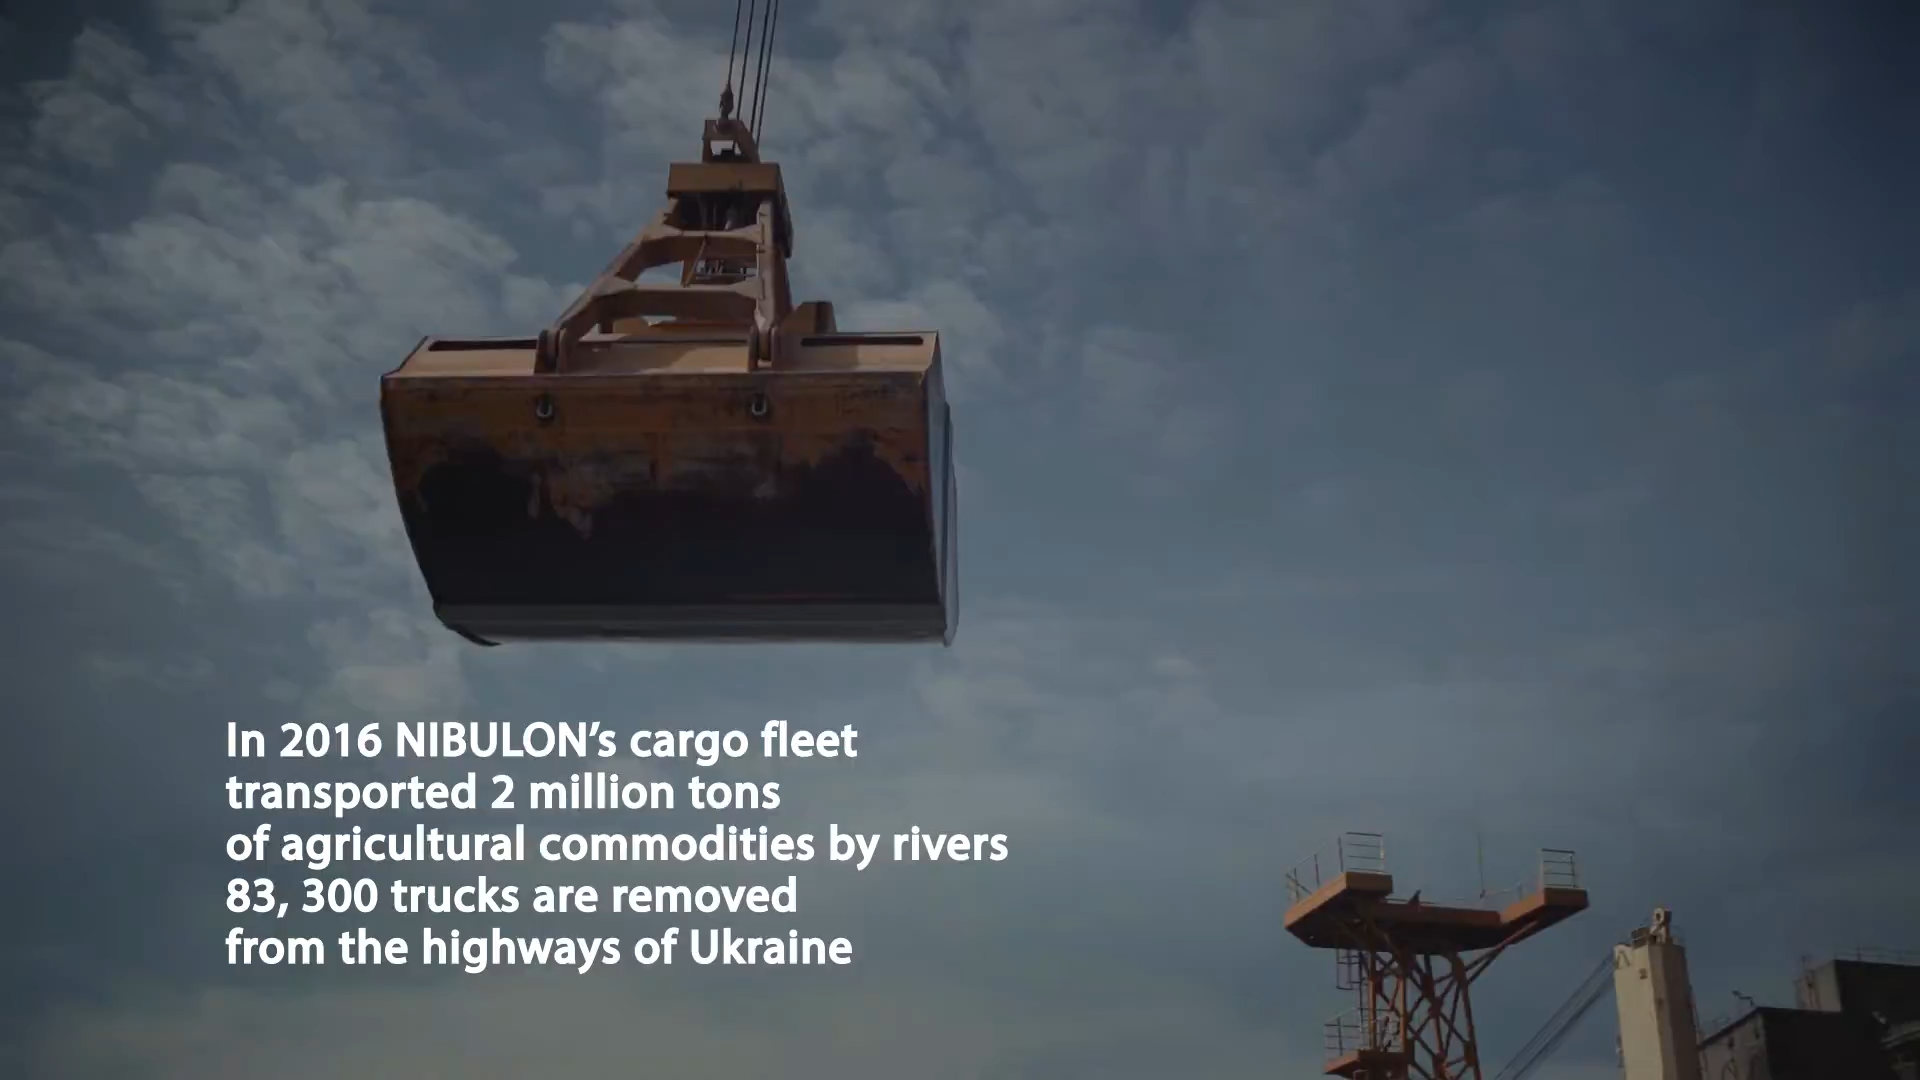 In 2016 NIBULON’s cargo fleet
transported 2 million tons
of agricultural commodities by rivers
83, 300 trucks are removed
from the highways of Ukraine